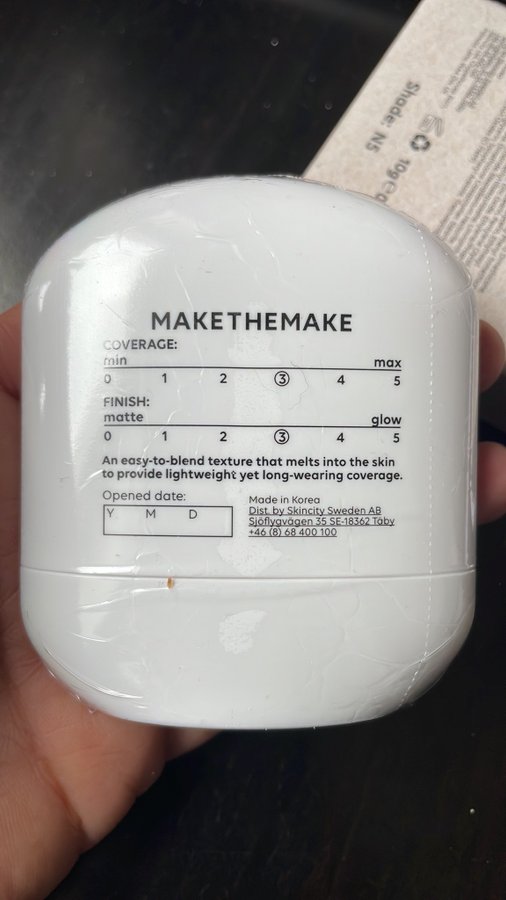 MAKETHEMAKE
COVERAGE:
min max
0 1 2 ③ 4 5
FINISH:
matte glow
0 1 2 ③ 4 5
An easy-to-blend texture that melts into the skin
to provide lightweight yet long-wearing coverage.
Opened date:
Y M D
Made in Korea
Dist. by Skincity Sweden AB
Sjöflygvägen 35 SE-18362 Täby
+46 (8) 68 400 100
Shade: N5
10g e